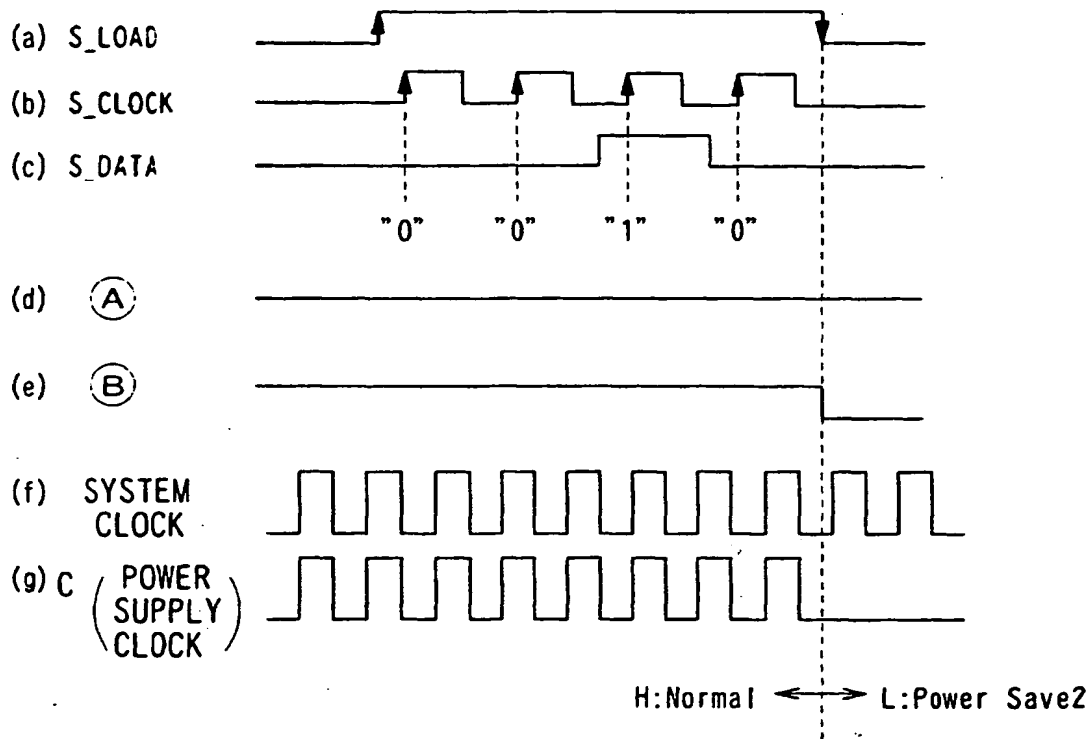 (a) S_LOAD
(b) S_CLOCK
(c) S_DATA
"0" "0" "1" "0"
(d) A
(e) B
(f) SYSTEM
CLOCK
(g) C (POWER
SUPPLY
CLOCK)
H:Normal L:Power Save2